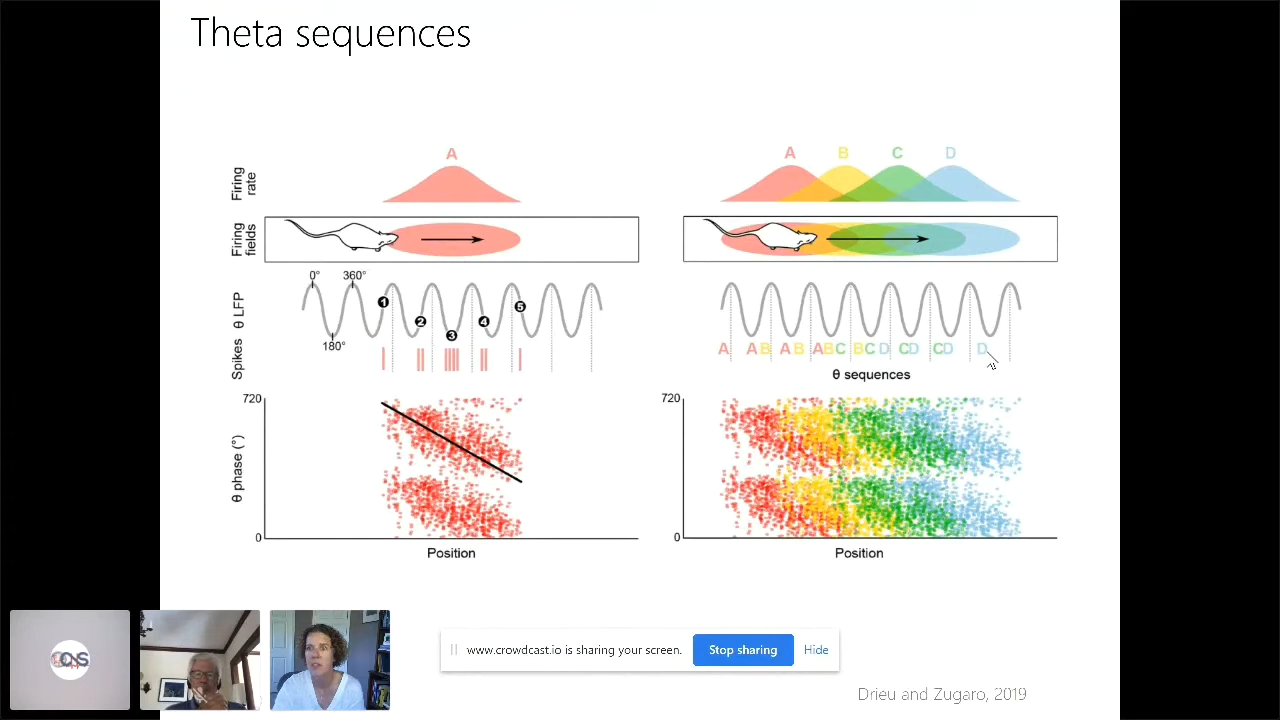 Theta sequences
A
A B C D
Firing
rate
Firing
fields
0° 360°
180°
θ LFP
Spikes
1
2
3
4
5
A AB AB ABC BCD CD CD D
θ sequences
720
0
θ phase (°)
Position
720
0
Position
www.crowdcast.io is sharing your screen.
Stop sharing
Hide
Drieu and Zugaro, 2019